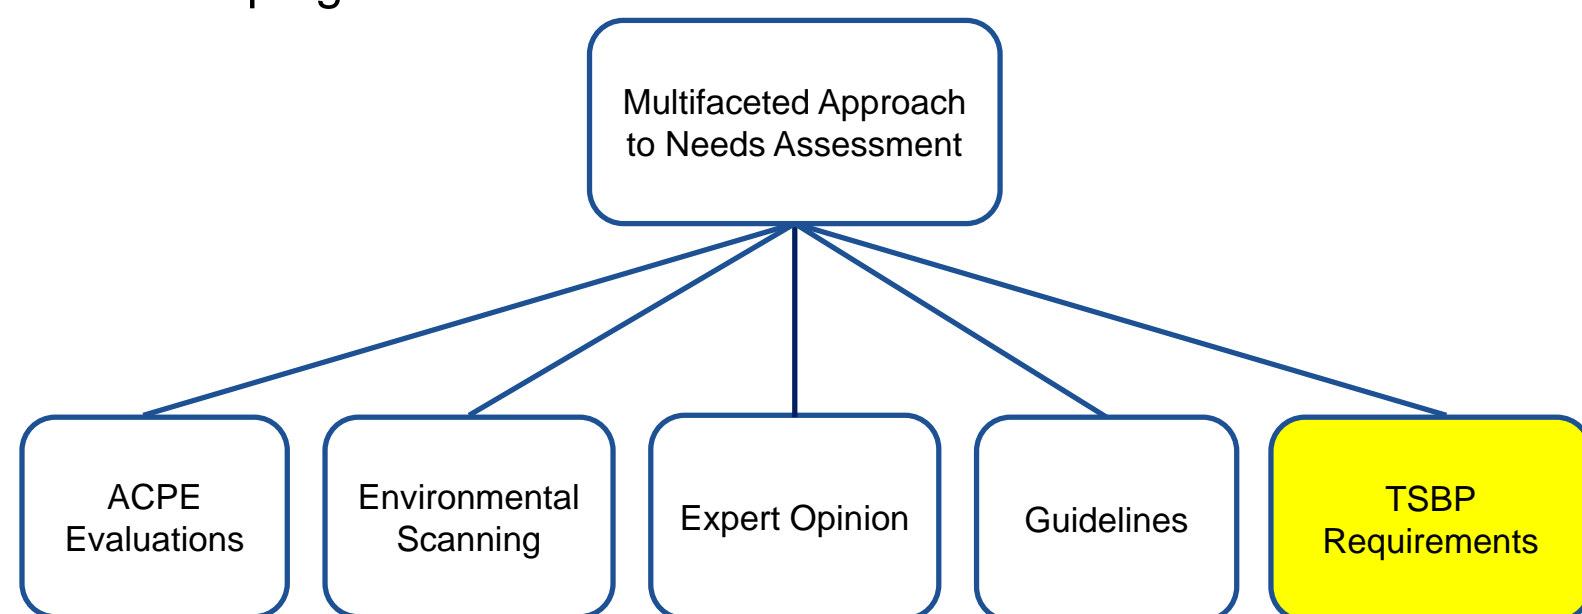 Multifaceted Approach
to Needs Assessment
ACPE
Evaluations
Environmental
Scanning
Expert Opinion
Guidelines
TSBP
Requirements